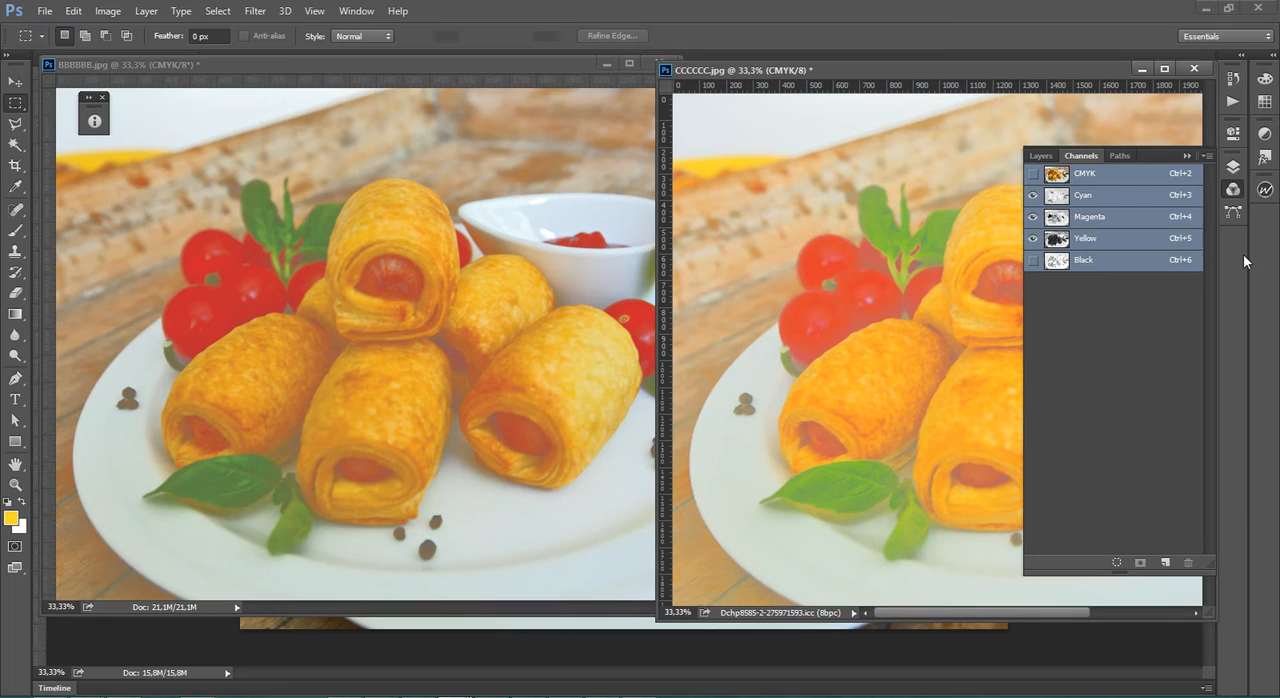 Ps File Edit Image Layer Type Select Filter 3D View Window Help
Feather: 0 px Anti-alias Style: Normal Refine Edge... Essentials
BBBBBB.jpg @ 33,3% (CMYK/8*) *
CCCCCC.jpg @ 33,3% (CMYK/8) *
0 100 200 300 400 500 600 700 800 900 1000 1100 1200 1300 1400 1500 1600 1700 1800 1900
Layers Channels Paths
CMYK Ctrl+2
Cyan Ctrl+3
Magenta Ctrl+4
Yellow Ctrl+5
Black Ctrl+6
33,33% Doc: 21,1M/21,1M
33,33% Dchp8585-2-275971593.icc (8bpc)
33,33% Doc: 15,8M/15,8M
Timeline